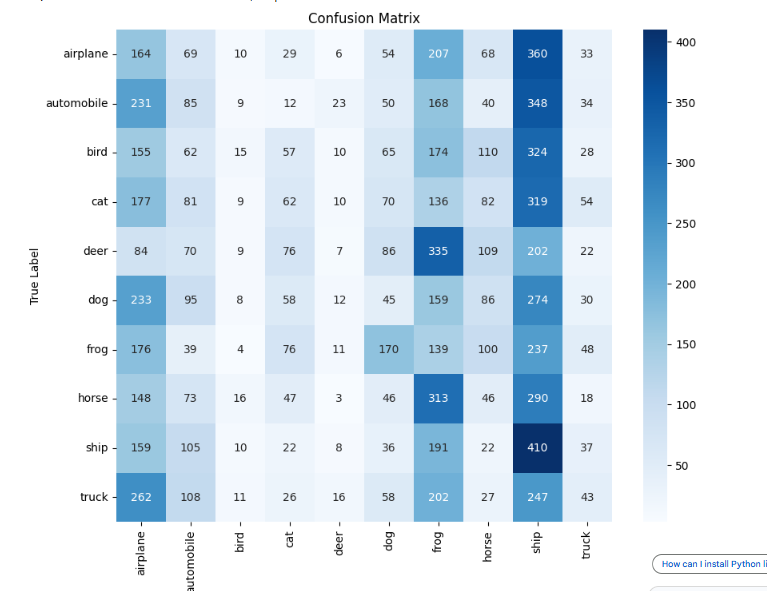 Confusion Matrix
airplane 164 69 10 29 6 54 207 68 360 33
automobile 231 85 9 12 23 50 168 40 348 34
bird 155 62 15 57 10 65 174 110 324 28
cat 177 81 9 62 10 70 136 82 319 54
deer 84 70 9 76 7 86 335 109 202 22
dog 233 95 8 58 12 45 159 86 274 30
frog 176 39 4 76 11 170 139 100 237 48
horse 148 73 16 47 3 46 313 46 290 18
ship 159 105 10 22 8 36 191 22 410 37
truck 262 108 11 26 16 58 202 27 247 43
True Label
airplane automobile bird cat deer dog frog horse ship truck
400
350
300
250
200
150
100
50
How can I install Python li